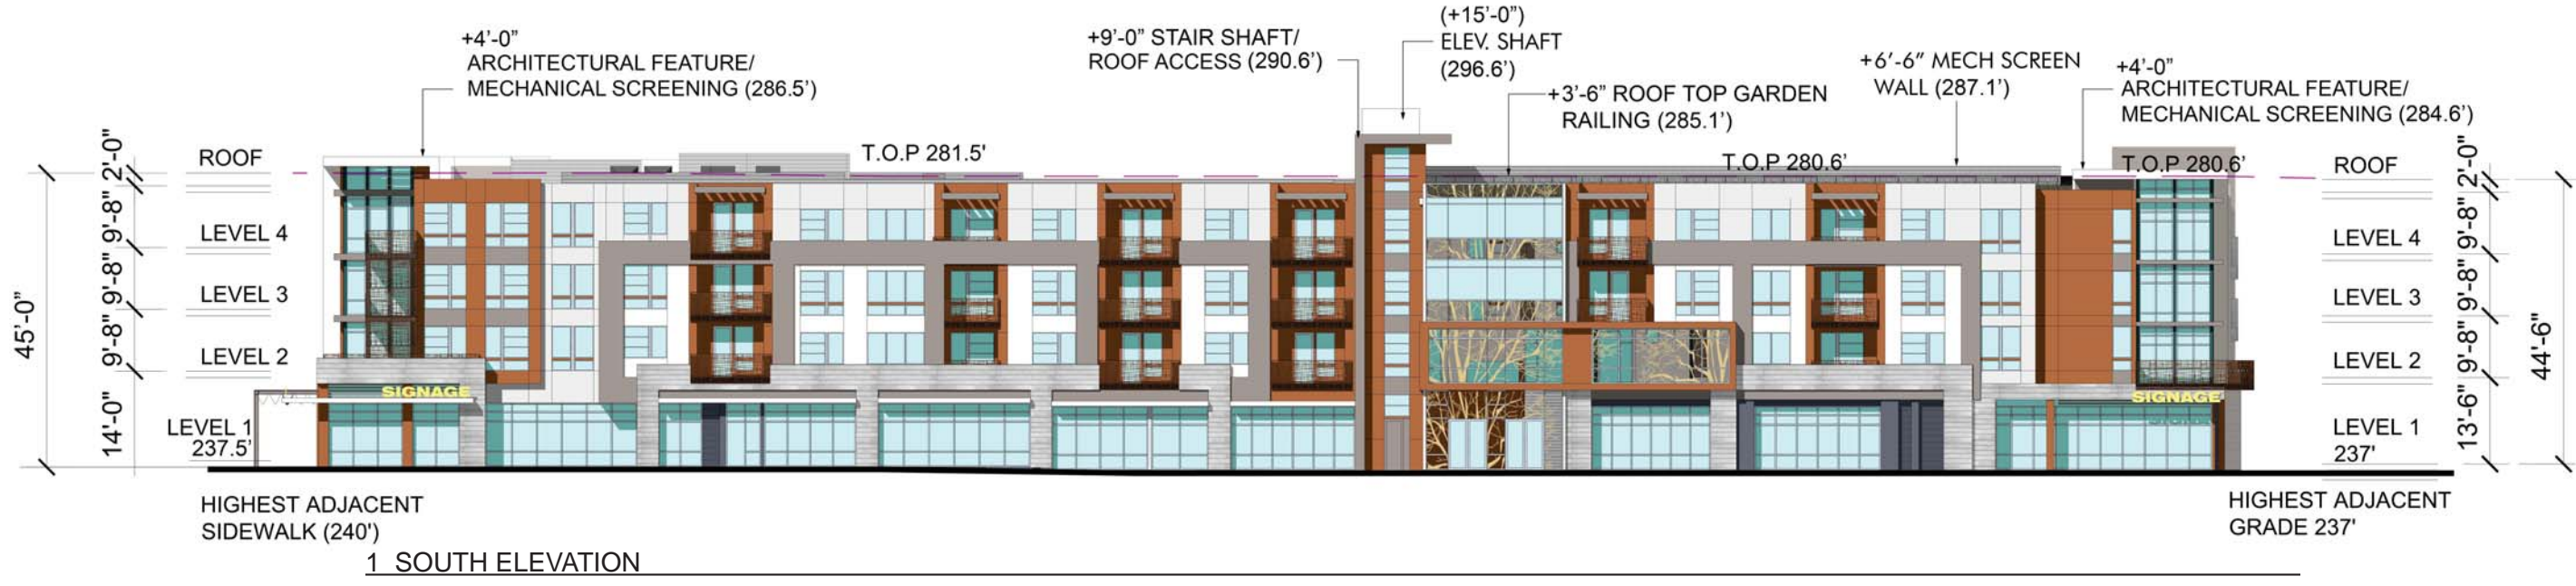 +4'-0"
ARCHITECTURAL FEATURE/
MECHANICAL SCREENING (286.5')
+9'-0" STAIR SHAFT/
ROOF ACCESS (290.6')
(+15'-0")
ELEV. SHAFT
(296.6')
+3'-6" ROOF TOP GARDEN
RAILING (285.1')
+6'-6" MECH SCREEN
WALL (287.1')
+4'-0"
ARCHITECTURAL FEATURE/
MECHANICAL SCREENING (284.6')
T.O.P 281.5'
T.O.P 280.6'
T.O.P 280.6'
45'-0"
2'-0"
9'-8"
9'-8"
9'-8"
14'-0"
ROOF
LEVEL 4
LEVEL 3
LEVEL 2
LEVEL 1
237.5'
SIGNAGE
SIGNAGE
ROOF
LEVEL 4
LEVEL 3
LEVEL 2
LEVEL 1
237'
2'-0"
9'-8"
9'-8"
9'-8"
13'-6"
44'-6"
HIGHEST ADJACENT
SIDEWALK (240')
HIGHEST ADJACENT
GRADE 237'
1 SOUTH ELEVATION